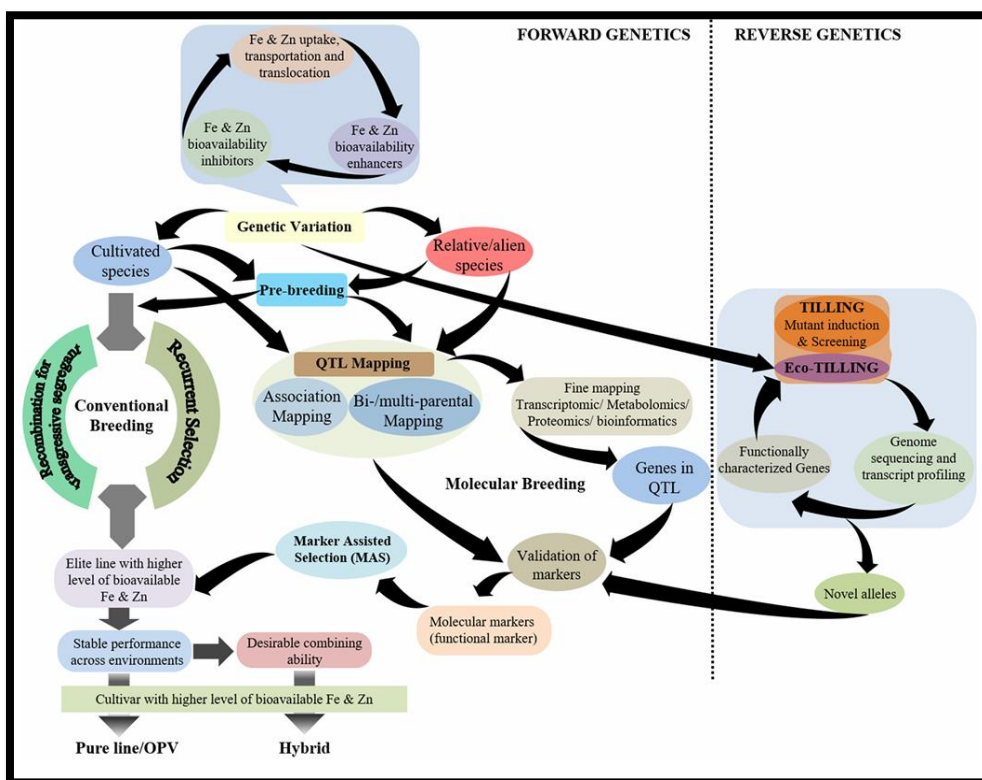 FORWARD GENETICS
REVERSE GENETICS
Fe & Zn uptake,
transportation and
translocation
Fe & Zn
bioavailability
inhibitors
Fe & Zn
bioavailability
enhancers
Genetic Variation
Cultivated
species
Relative/alien
species
Pre-breeding
TILLING
Mutant induction
& Screening
Eco-TILLING
QTL Mapping
Association
Mapping
Bi-/multi-parental
Mapping
Recombination for
transgressive segregant
Conventional
Breeding
Recurrent Selection
Fine mapping
Transcriptomic/ Metabolomics/
Proteomics/ bioinformatics
Functionally
characterized Genes
Genome
sequencing and
transcript profiling
Molecular Breeding
Genes in
QTL
Marker Assisted
Selection (MAS)
Validation of
markers
Elite line with higher
level of bioavailable
Fe & Zn
Novel alleles
Molecular markers
(functional marker)
Stable performance
across environments
Desirable combining
ability
Cultivar with higher level of bioavailable Fe & Zn
Pure line/OPV
Hybrid